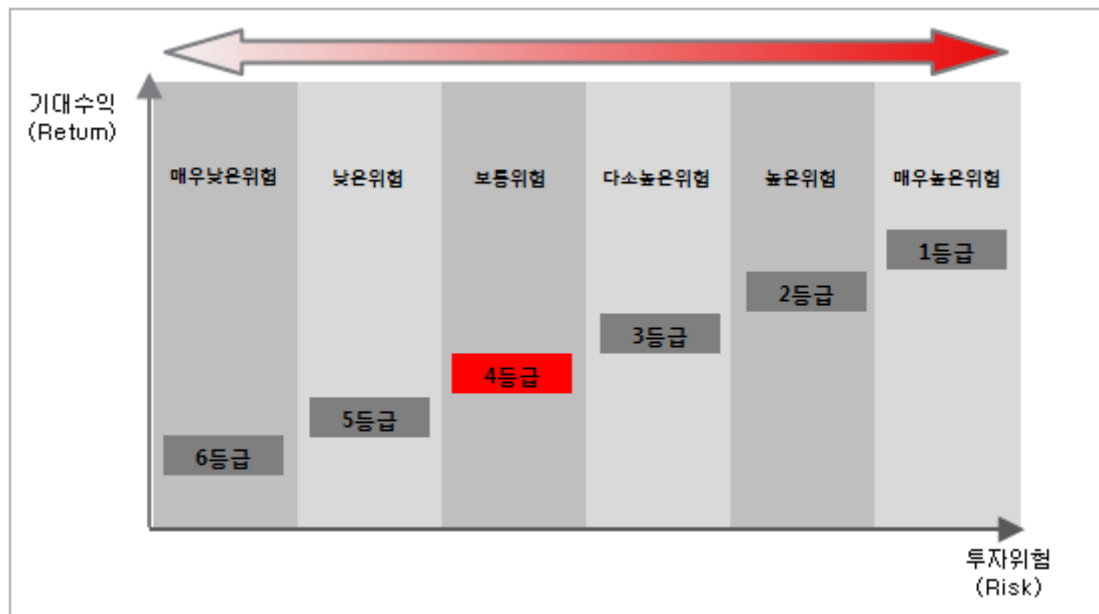 기대수익
(Return)
매우낮은위험
낮은위험
보통위험
다소높은위험
높은위험
매우높은위험
1등급
2등급
3등급
4등급
5등급
6등급
투자위험
(Risk)